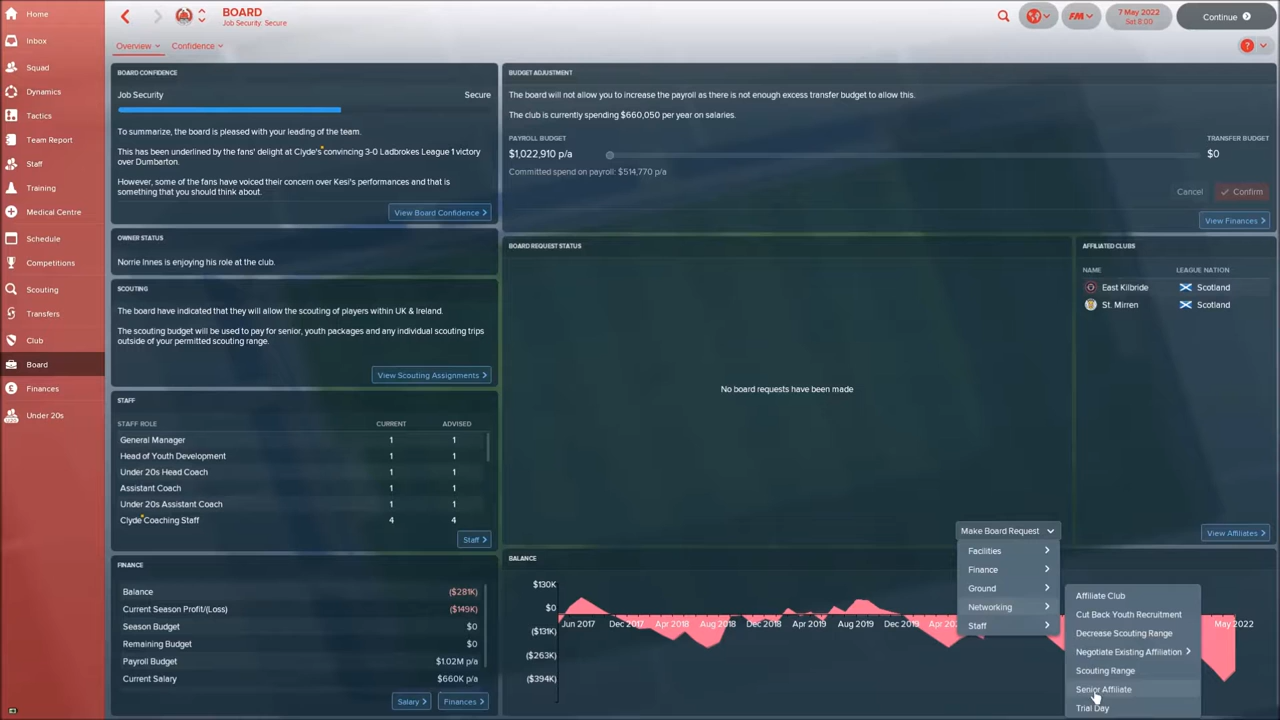 Home
Inbox
Squad
Dynamics
Tactics
Team Report
Staff
Training
Medical Centre
Schedule
Competitions
Scouting
Transfers
Club
Board
Finances
Under 20s
BOARD
Job Security: Secure
FM
7 May 2022
Sat 8:00
Continue
?
Overview
Confidence
BOARD CONFIDENCE
Job Security Secure
To summarize, the board is pleased with your leading of the team.
This has been underlined by the fans' delight at Clyde's convincing 3-0 Ladbrokes League 1 victory
over Dumbarton.
However, some of the fans have voiced their concern over Kesi's performances and that is
something that you should think about.
View Board Confidence >
OWNER STATUS
Norrie Innes is enjoying his role at the club.
SCOUTING
The board have indicated that they will allow the scouting of players within UK & Ireland.
The scouting budget will be used to pay for senior, youth packages and any individual scouting trips
outside of your permitted scouting range.
View Scouting Assignments >
STAFF
STAFF ROLE CURRENT ADVISED
General Manager 1 1
Head of Youth Development 1 1
Under 20s Head Coach 1 1
Assistant Coach 1 1
Under 20s Assistant Coach 1 1
Clyde Coaching Staff 4 4
Staff >
FINANCE
Balance ($281K)
Current Season Profit/(Loss) ($149K)
Season Budget $0
Remaining Budget $0
Payroll Budget $1.02M p/a
Current Salary $660K p/a
Salary > Finances >
BUDGET ADJUSTMENT
The board will not allow you to increase the payroll as there is not enough excess transfer budget to allow this.
The club is currently spending $660,050 per year on salaries.
PAYROLL BUDGET TRANSFER BUDGET
$1,022,910 p/a $0
Committed spend on payroll: $514,770 p/a
Cancel Confirm
View Finances >
BOARD REQUEST STATUS
No board requests have been made
Make Board Request
Facilities >
Finance >
Ground >
Networking >
Staff >
Affiliate Club
Cut Back Youth Recruitment
Decrease Scouting Range
Negotiate Existing Affiliation >
Scouting Range
Senior Affiliate
Trial Day
AFFILIATED CLUBS
NAME LEAGUE NATION
East Kilbride Scotland
St. Mirren Scotland
View Affiliates >
BALANCE
$130K
$0
($131K)
($263K)
($394K)
Jun 2017 Dec 2017 Apr 2018 Aug 2018 Dec 2018 Apr 2019 Aug 2019 Dec 2019 Apr 20 May 2022